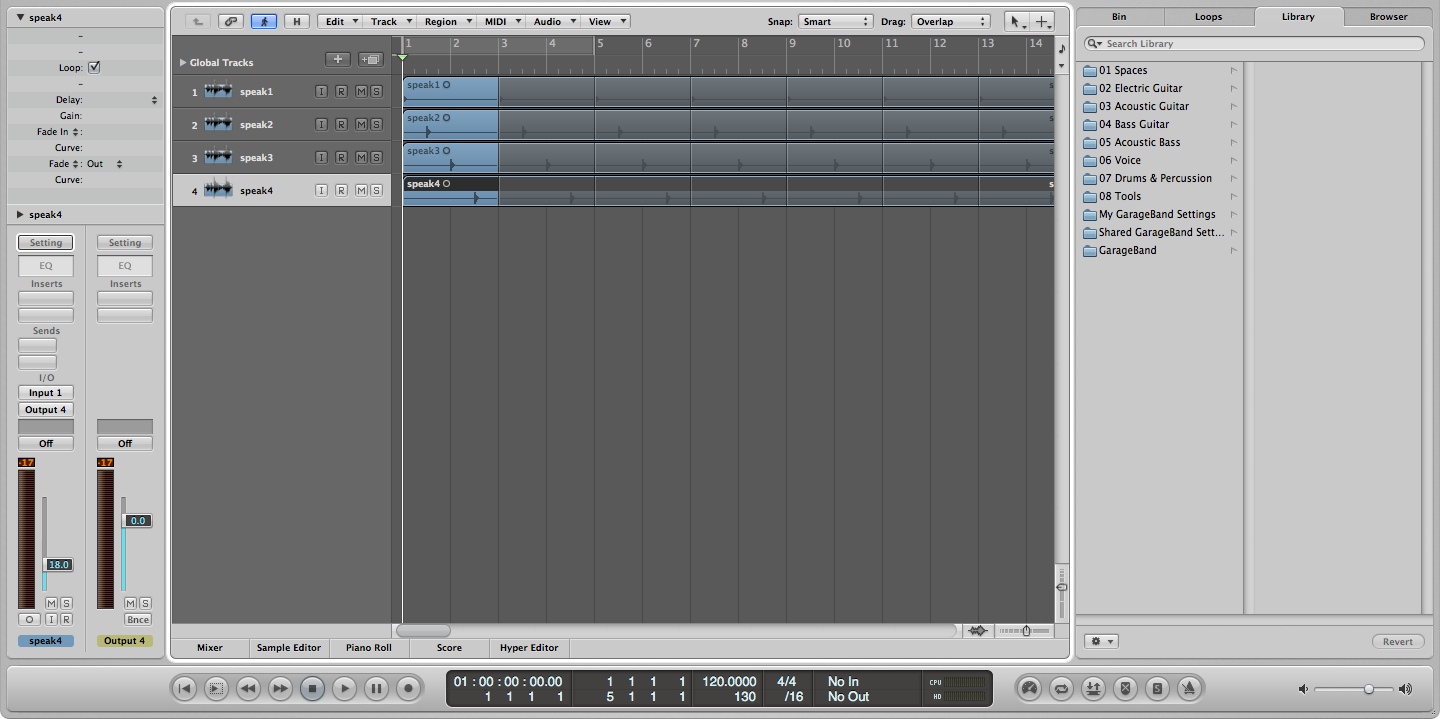 speak4
–
–
Loop:
–
Delay:
Gain:
Fade In :
Curve:
Fade : Out
Curve:
speak4
Setting Setting
EQ EQ
Inserts Inserts
Sends
I/O
Input 1
Output 4
Off Off
-17 -17
0.0
18.0
M S M S
O I R Bnce
speak4 Output 4
H Edit Track Region MIDI Audio View Snap: Smart Drag: Overlap
1 2 3 4 5 6 7 8 9 10 11 12 13 14
Global Tracks
1 speak1 I R M S speak1 s
2 speak2 I R M S speak2 s
3 speak3 I R M S speak3 s
4 speak4 I R M S speak4 s
Mixer Sample Editor Piano Roll Score Hyper Editor
Bin Loops Library Browser
Search Library
01 Spaces
02 Electric Guitar
03 Acoustic Guitar
04 Bass Guitar
05 Acoustic Bass
06 Voice
07 Drums & Percussion
08 Tools
My GarageBand Settings
Shared GarageBand Sett...
GarageBand
Revert
01 : 00 : 00 : 00.00 1 1 1 1 120.0000 4/4 No In CPU
1 1 1 1 5 1 1 1 130 /16 No Out HD